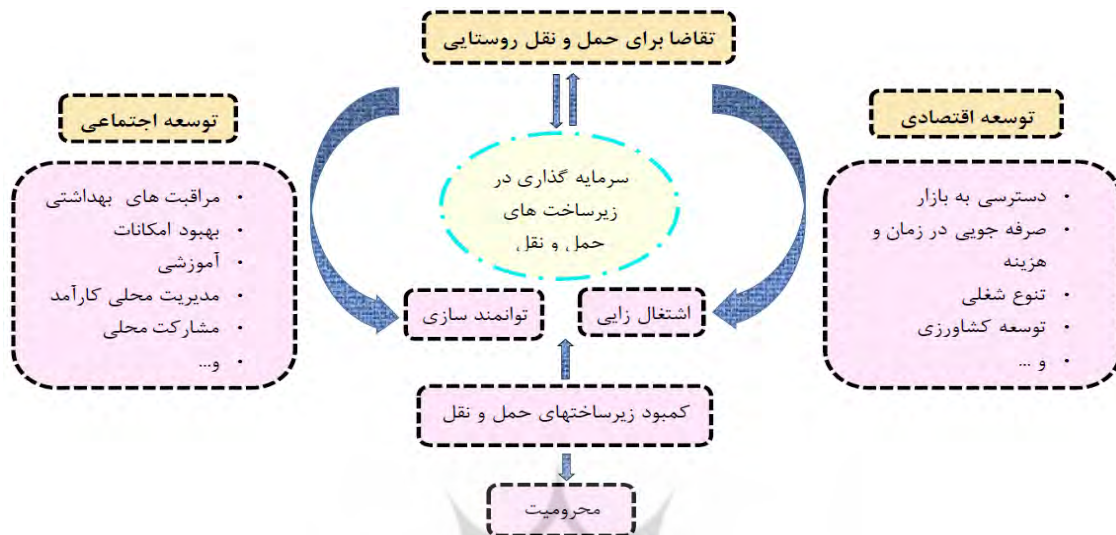 تقاضا برای حمل و نقل روستایی
توسعه اقتصادی
• دسترسی به بازار
• صرفه جویی در زمان و
هزینه
• تنوع شغلی
• توسعه کشاورزی
• و ...
سرمایه گذاری در
زیرساخت های
حمل و نقل
توسعه اجتماعی
• مراقبت های بهداشتی
• بهبود امکانات
• آموزشی
• مدیریت محلی کارآمد
• مشارکت محلی
• و...
اشتغال زایی
توانمند سازی
کمبود زیرساختهای حمل و نقل
محرومیت